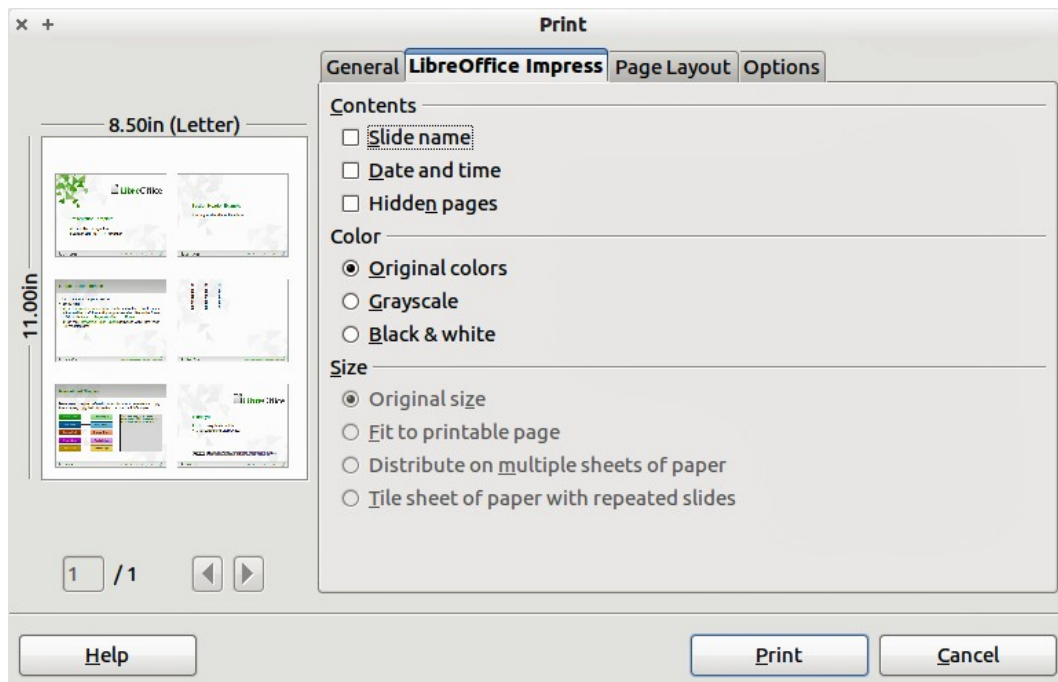 Print
General LibreOffice Impress Page Layout Options
8.50in (Letter)
11.00in
LibreOffice
LibreOffice
1 / 1
Contents
Slide name
Date and time
Hidden pages
Color
Original colors
Grayscale
Black & white
Size
Original size
Fit to printable page
Distribute on multiple sheets of paper
Tile sheet of paper with repeated slides
Help Print Cancel